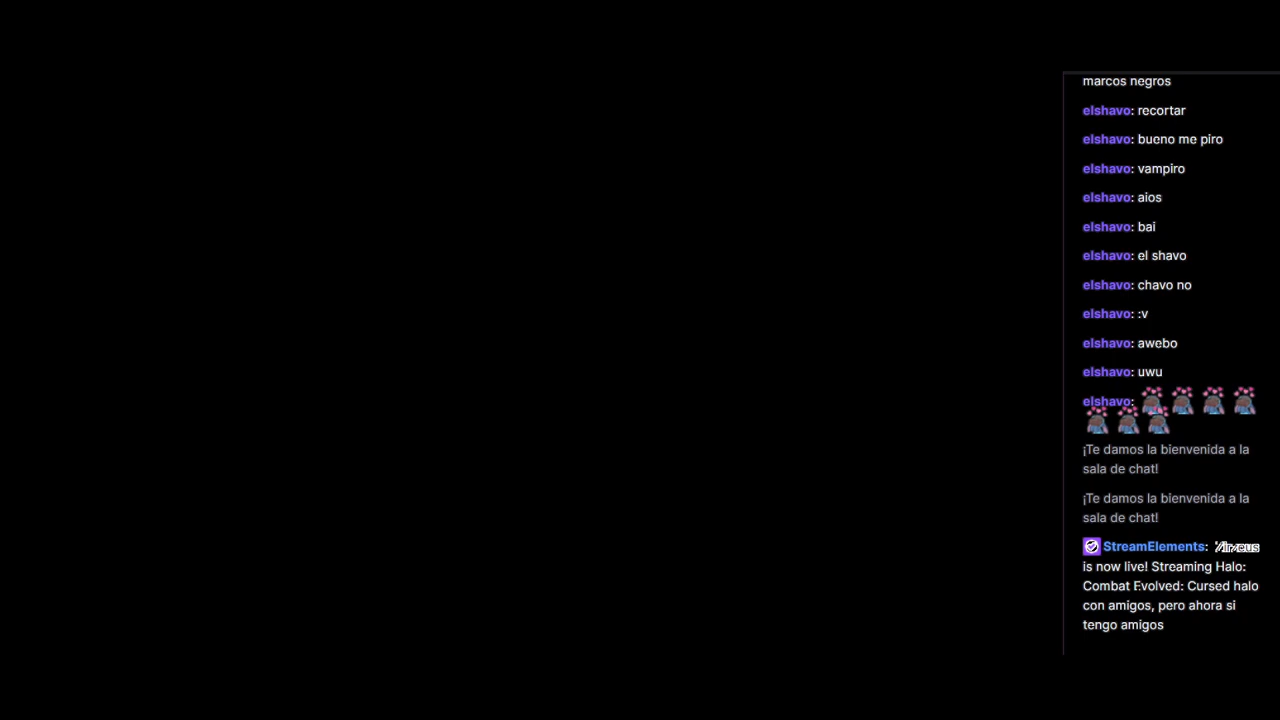 marcos negros
elshavo: recortar
elshavo: bueno me piro
elshavo: vampiro
elshavo: aios
elshavo: bai
elshavo: el shavo
elshavo: chavo no
elshavo: :v
elshavo: awebo
elshavo: uwu
elshavo:
¡Te damos la bienvenida a la
sala de chat!
¡Te damos la bienvenida a la
sala de chat!
StreamElements:
is now live! Streaming Halo:
Combat Evolved: Cursed halo
con amigos, pero ahora si
tengo amigos